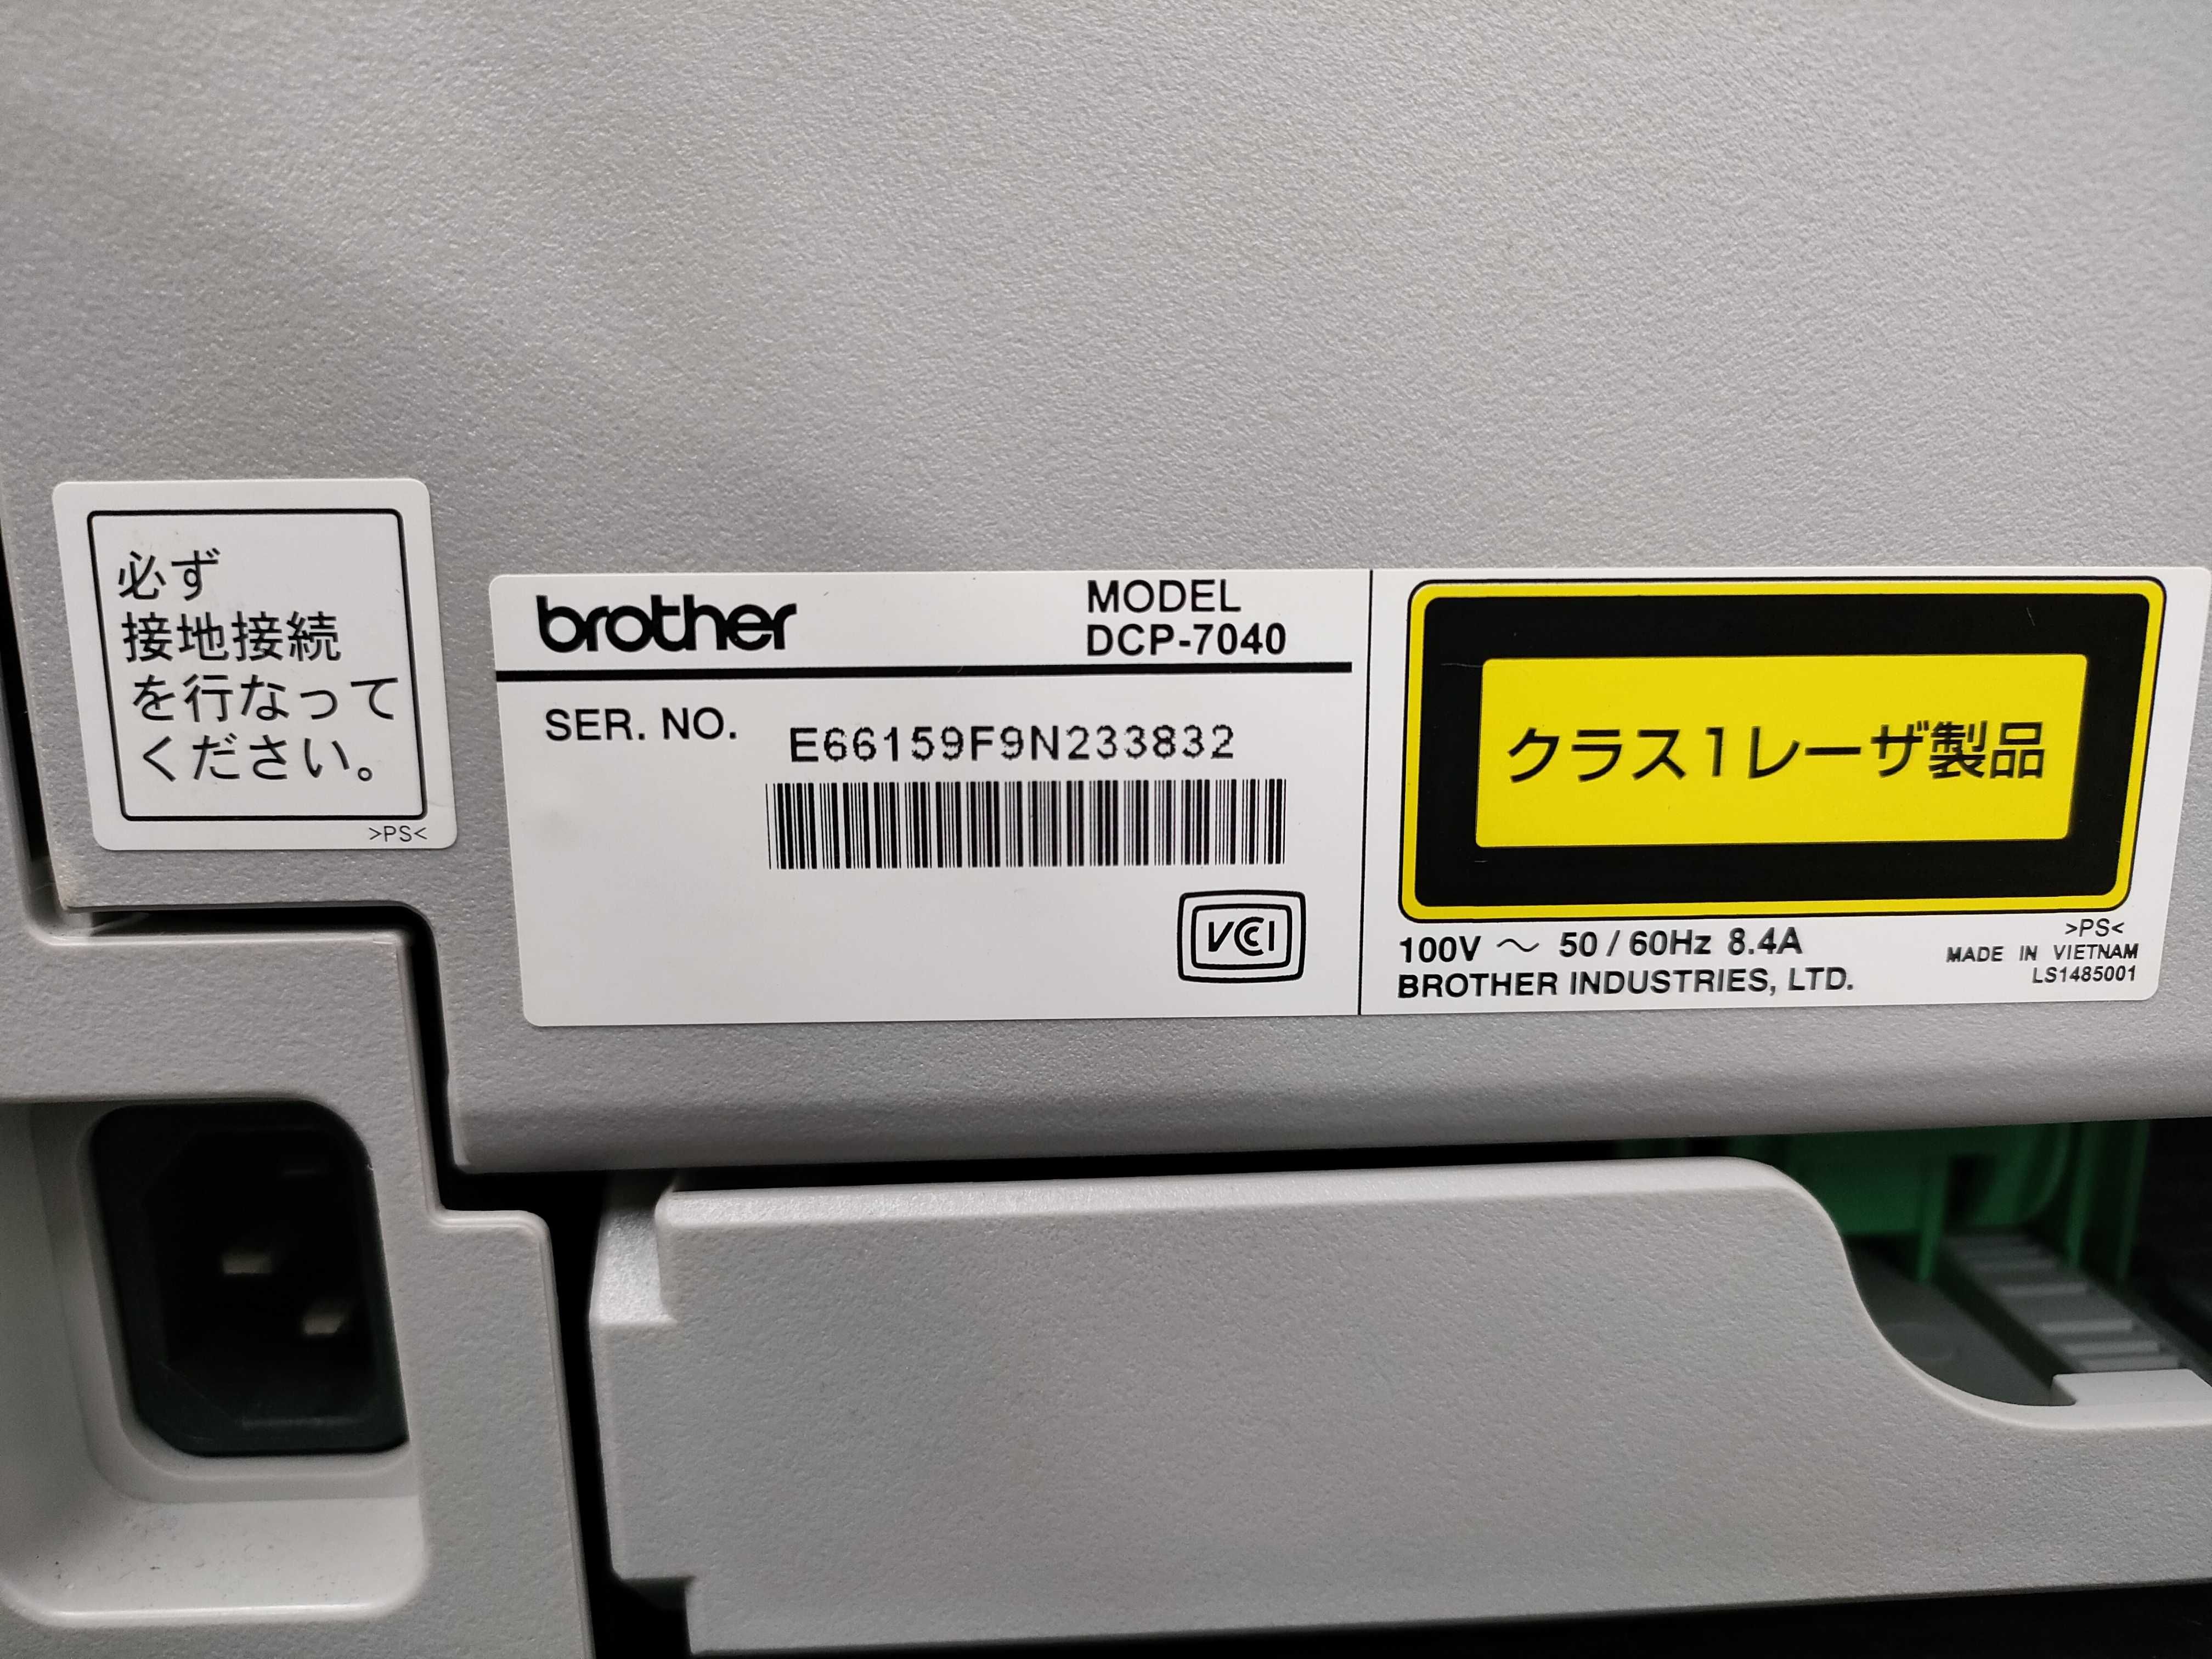 必ず
接地接続
を行なって
ください。
>PS<
brother
MODEL
DCP-7040
SER. NO.
E66159F9N233832
VCCI
クラス1レーザ製品
>PS<
100V ～ 50 / 60Hz 8.4A
MADE IN VIETNAM
BROTHER INDUSTRIES, LTD.
LS1485001